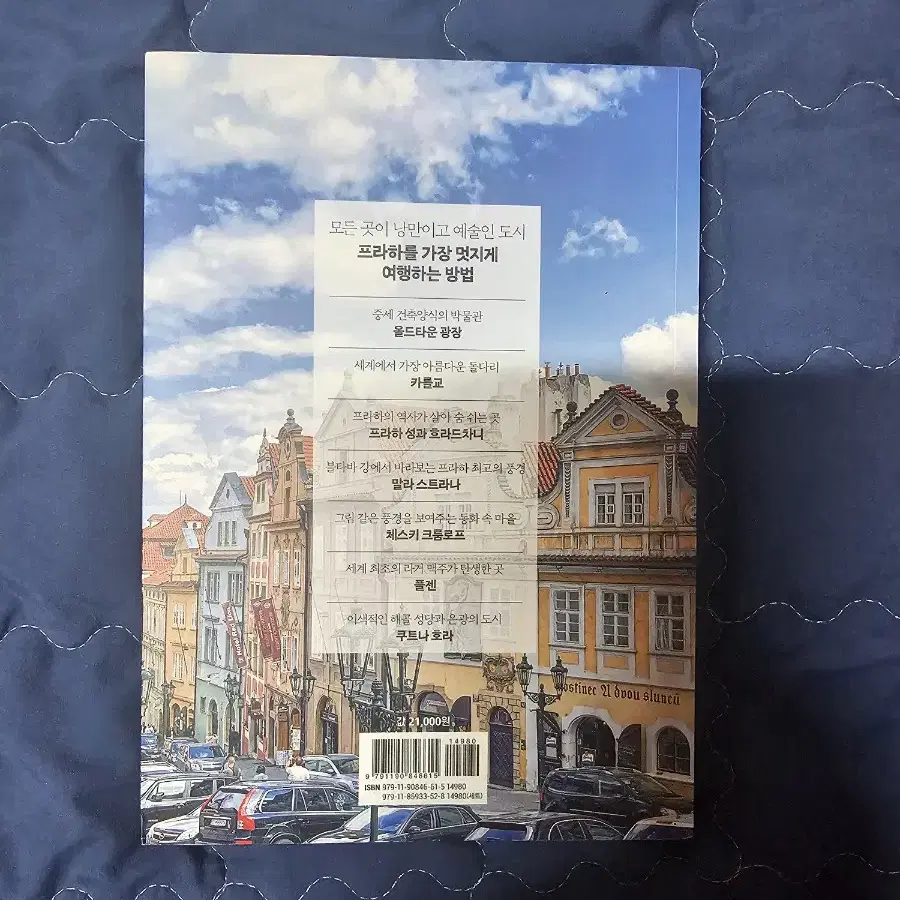 모든 곳이 낭만이고 예술인 도시
프라하를 가장 멋지게
여행하는 방법
중세 건축양식의 박물관
올드타운 광장
세계에서 가장 아름다운 돌다리
카를교
프라하의 역사가 살아 숨 쉬는 곳
프라하 성과 흐라드차니
블타바 강에서 바라보는 프라하 최고의 풍경
말라 스트라나
그림 같은 풍경을 보여주는 동화 속 마을
체스키 크룸로프
세계 최초의 라거 맥주가 탄생한 곳
플젠
이색적인 해골 성당과 은광의 도시
쿠트나 호라
Hostinec U dvou sluncŭ
값 21,000원
14980
9 791190 846615
ISBN 979-11-90846-61-5 14980
979-11-85933-52-8 14980(세트)